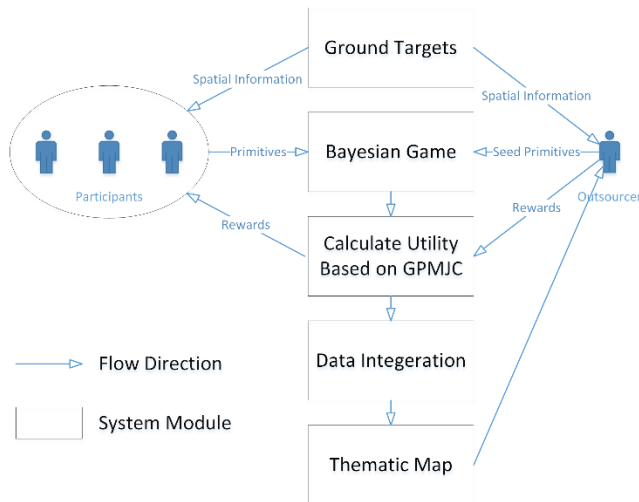 Ground Targets
Spatial Information
Spatial Information
Primitives
Bayesian Game
Seed Primitives
Participants
Outsourcer
Rewards
Rewards
Calculate Utility
Based on GPMJC
Data Integeration
Flow Direction
System Module
Thematic Map